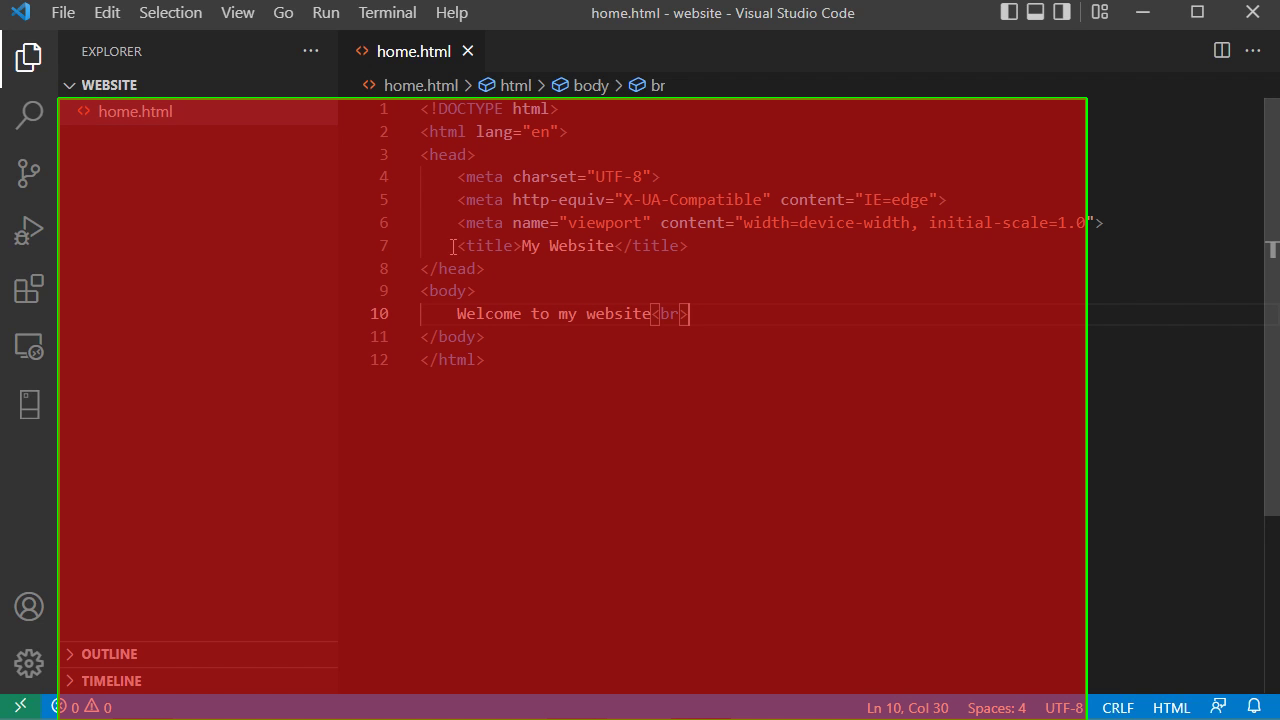 File Edit Selection View Go Run Terminal Help home.html - website - Visual Studio Code
EXPLORER
WEBSITE
home.html
OUTLINE
TIMELINE
home.html
home.html html body br
1 <!DOCTYPE html>
2 <html lang="en">
3 <head>
4 <meta charset="UTF-8">
5 <meta http-equiv="X-UA-Compatible" content="IE=edge">
6 <meta name="viewport" content="width=device-width, initial-scale=1.0">
7 <title>My Website</title>
8 </head>
9 <body>
10 Welcome to my website<br>
11 </body>
12 </html>
0 0 Ln 10, Col 30 Spaces: 4 UTF-8 CRLF HTML